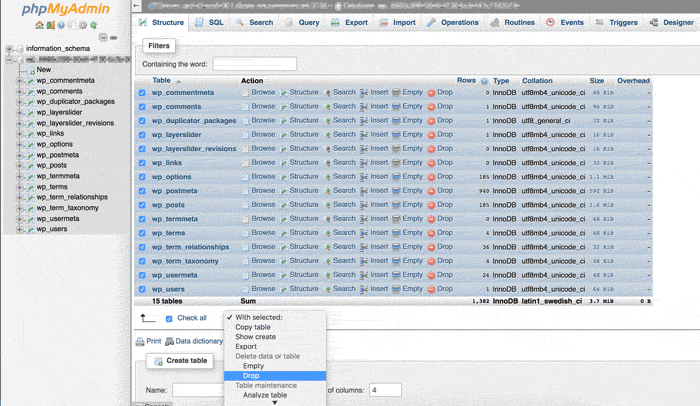 phpMyAdmin
information_schema
New
wp_commentmeta
wp_comments
wp_duplicator_packages
wp_layerslider
wp_layerslider_revisions
wp_links
wp_options
wp_postmeta
wp_posts
wp_termmeta
wp_terms
wp_term_relationships
wp_term_taxonomy
wp_usermeta
wp_users
Structure SQL Search Query Export Import Operations Routines Events Triggers Designer
Filters
Containing the word:
Table Action Rows Type Collation Size Overhead
wp_commentmeta Browse Structure Search Insert Empty Drop 0 InnoDB utf8mb4_unicode_ci 48 KiB -
wp_comments Browse Structure Search Insert Empty Drop 1 InnoDB utf8mb4_unicode_ci 96 KiB -
wp_duplicator_packages Browse Structure Search Insert Empty Drop 1 InnoDB utf8_general_ci 32 KiB -
wp_layerslider Browse Structure Search Insert Empty Drop 1 InnoDB utf8mb4_unicode_ci 16 KiB -
wp_layerslider_revisions Browse Structure Search Insert Empty Drop 0 InnoDB utf8mb4_unicode_ci 16 KiB -
wp_links Browse Structure Search Insert Empty Drop 0 InnoDB utf8mb4_unicode_ci 32 KiB -
wp_options Browse Structure Search Insert Empty Drop 185 InnoDB utf8mb4_unicode_ci 1.1 MiB -
wp_postmeta Browse Structure Search Insert Empty Drop 940 InnoDB utf8mb4_unicode_ci 592 KiB -
wp_posts Browse Structure Search Insert Empty Drop 185 InnoDB utf8mb4_unicode_ci 1.6 MiB -
wp_termmeta Browse Structure Search Insert Empty Drop 0 InnoDB utf8mb4_unicode_ci 48 KiB -
wp_terms Browse Structure Search Insert Empty Drop 4 InnoDB utf8mb4_unicode_ci 48 KiB -
wp_term_relationships Browse Structure Search Insert Empty Drop 36 InnoDB utf8mb4_unicode_ci 32 KiB -
wp_term_taxonomy Browse Structure Search Insert Empty Drop 4 InnoDB utf8mb4_unicode_ci 48 KiB -
wp_usermeta Browse Structure Search Insert Empty Drop 24 InnoDB utf8mb4_unicode_ci 48 KiB -
wp_users Browse Structure Search Insert Empty Drop 1 InnoDB utf8mb4_unicode_ci 64 KiB -
15 tables Sum 1,382 InnoDB latin1_swedish_ci 3.7 MiB 0 B
Check all
With selected:
Copy table
Show create
Export
Delete data or table
Empty
Drop
Table maintenance
Analyze table
Print Data dictionary
Create table
Name: of columns: 4